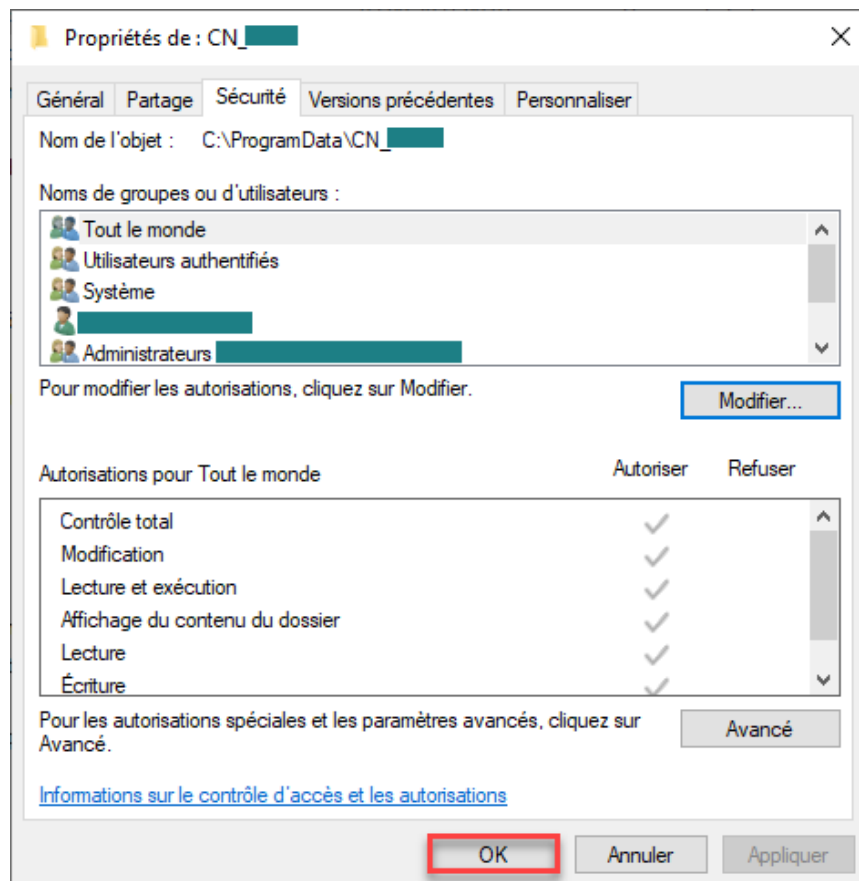 Propriétés de : CN_
Général Partage Sécurité Versions précédentes Personnaliser
Nom de l'objet : C:\ProgramData\CN_
Noms de groupes ou d'utilisateurs :
Tout le monde
Utilisateurs authentifiés
Système
Administrateurs
Pour modifier les autorisations, cliquez sur Modifier.
Modifier...
Autorisations pour Tout le monde Autoriser Refuser
Contrôle total
Modification
Lecture et exécution
Affichage du contenu du dossier
Lecture
Écriture
Pour les autorisations spéciales et les paramètres avancés, cliquez sur
Avancé.
Avancé
Informations sur le contrôle d'accès et les autorisations
OK Annuler Appliquer